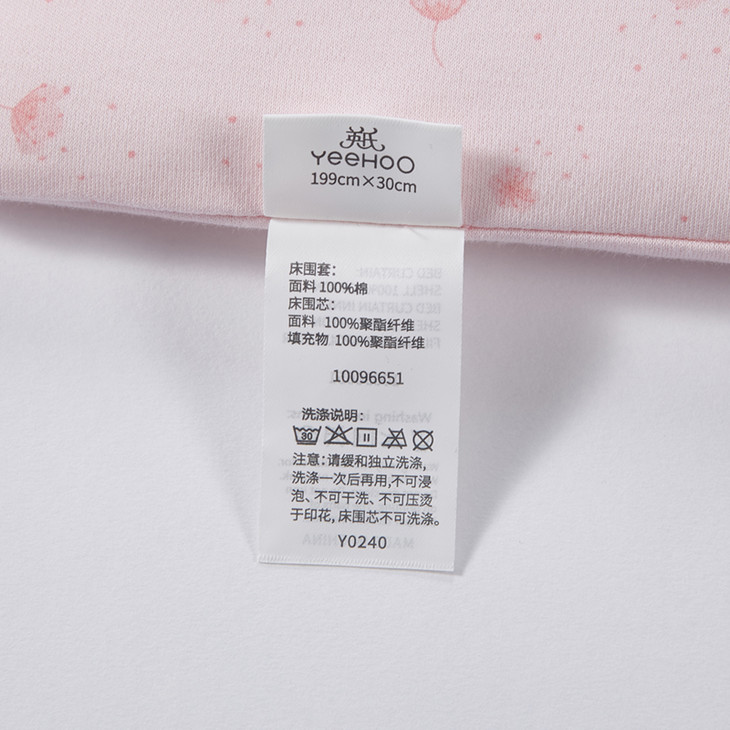 英氏
YeeHoO
199cm×30cm
床围套：
面料 100%棉
床围芯：
面料 100%聚酯纤维
填充物 100%聚酯纤维
10096651
洗涤说明：
30
注意：请缓和独立洗涤,
洗涤一次后再用,不可浸
泡、不可干洗、不可压烫
于印花, 床围芯不可洗涤。
Y0240